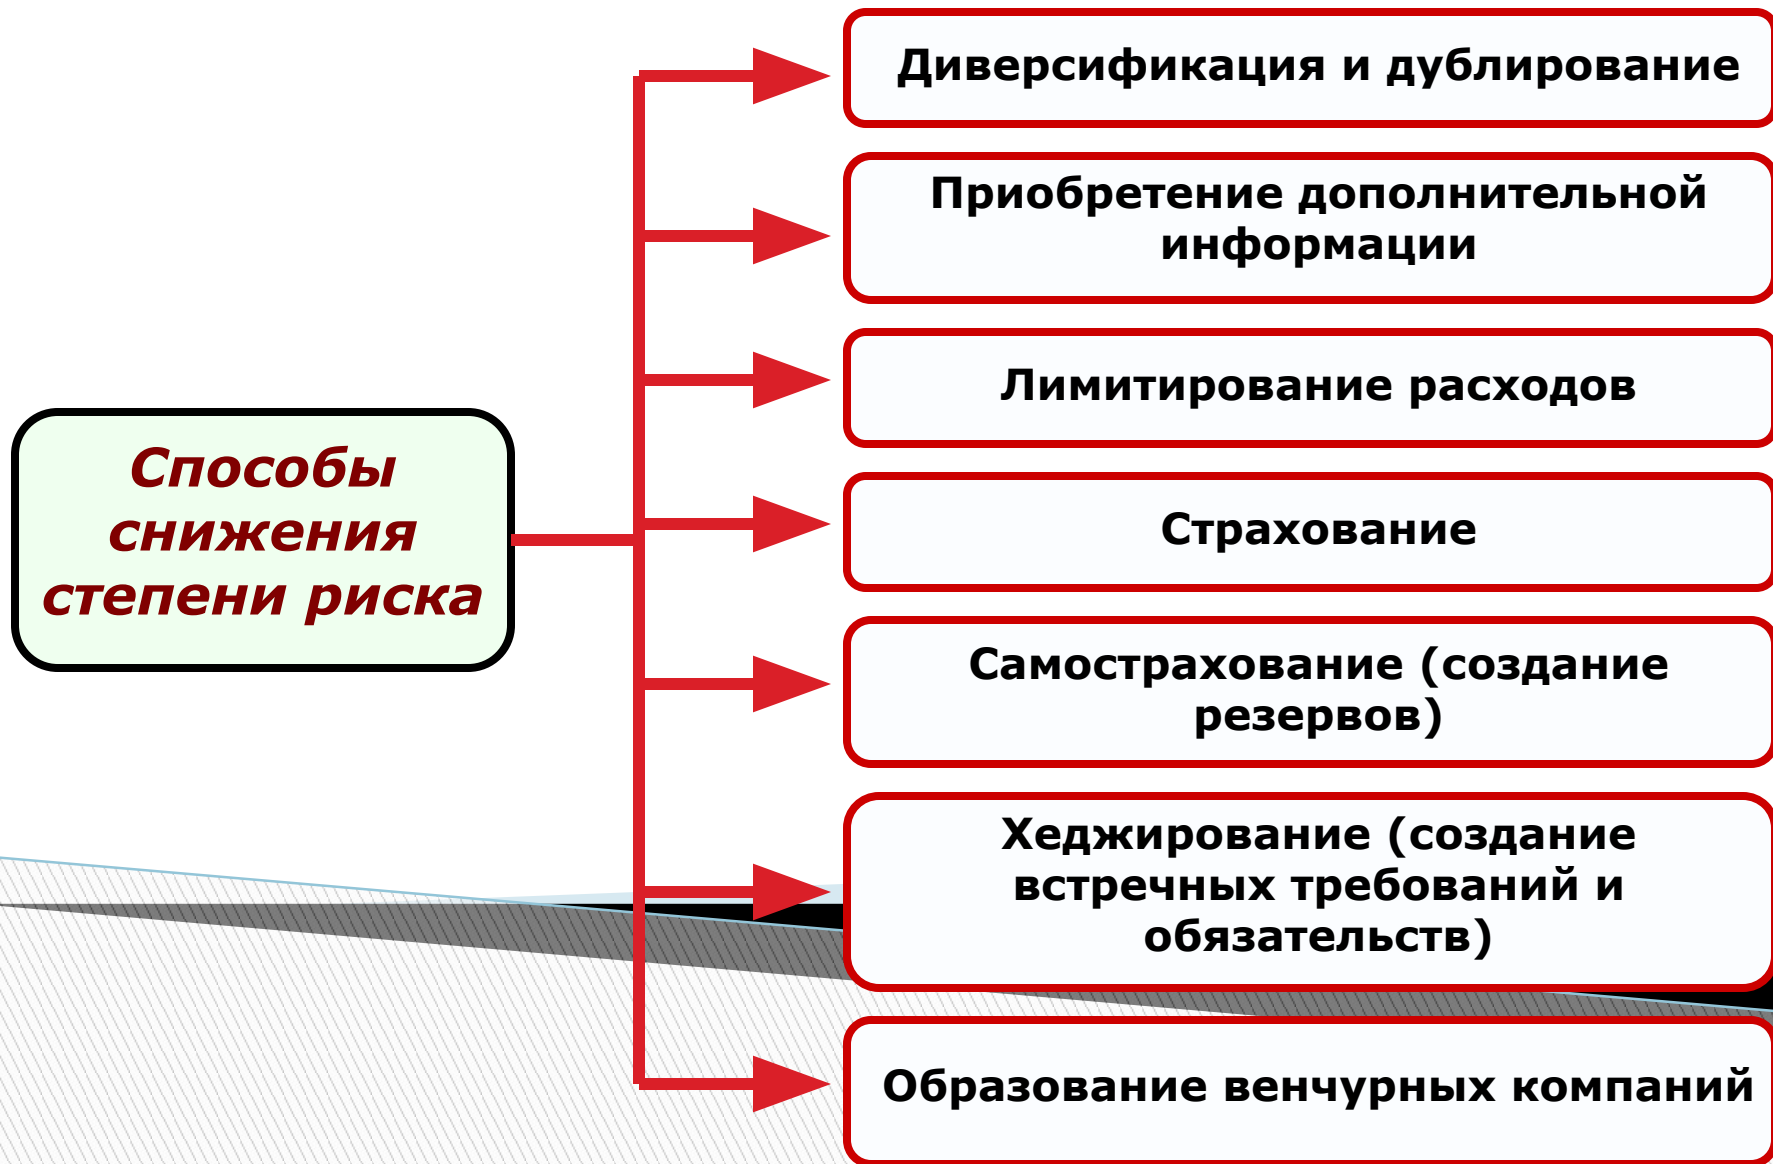 Способы
снижения
степени риска
Диверсификация и дублирование
Приобретение дополнительной
информации
Лимитирование расходов
Страхование
Самострахование (создание
резервов)
Хеджирование (создание
встречных требований и
обязательств)
Образование венчурных компаний